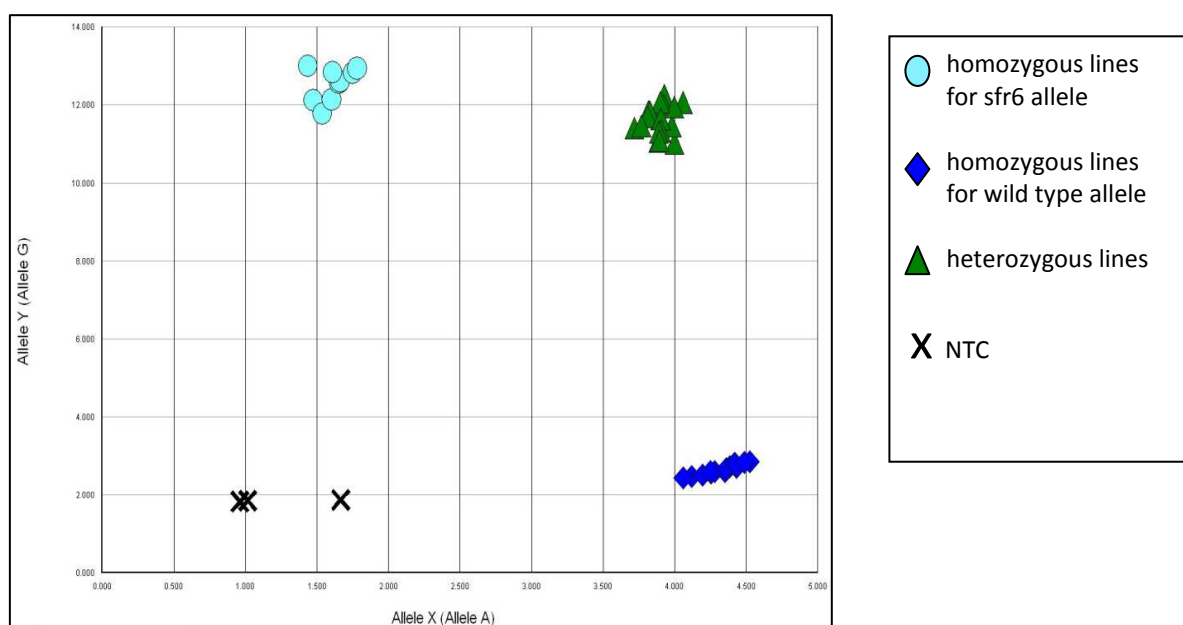 14.000
12.000
10.000
8.000
6.000
4.000
2.000
0.000
Allele Y (Allele G)
0.000 0.500 1.000 1.500 2.000 2.500 3.000 3.500 4.000 4.500 5.000
Allele X (Allele A)
homozygous lines
for sfr6 allele
homozygous lines
for wild type allele
heterozygous lines
NTC